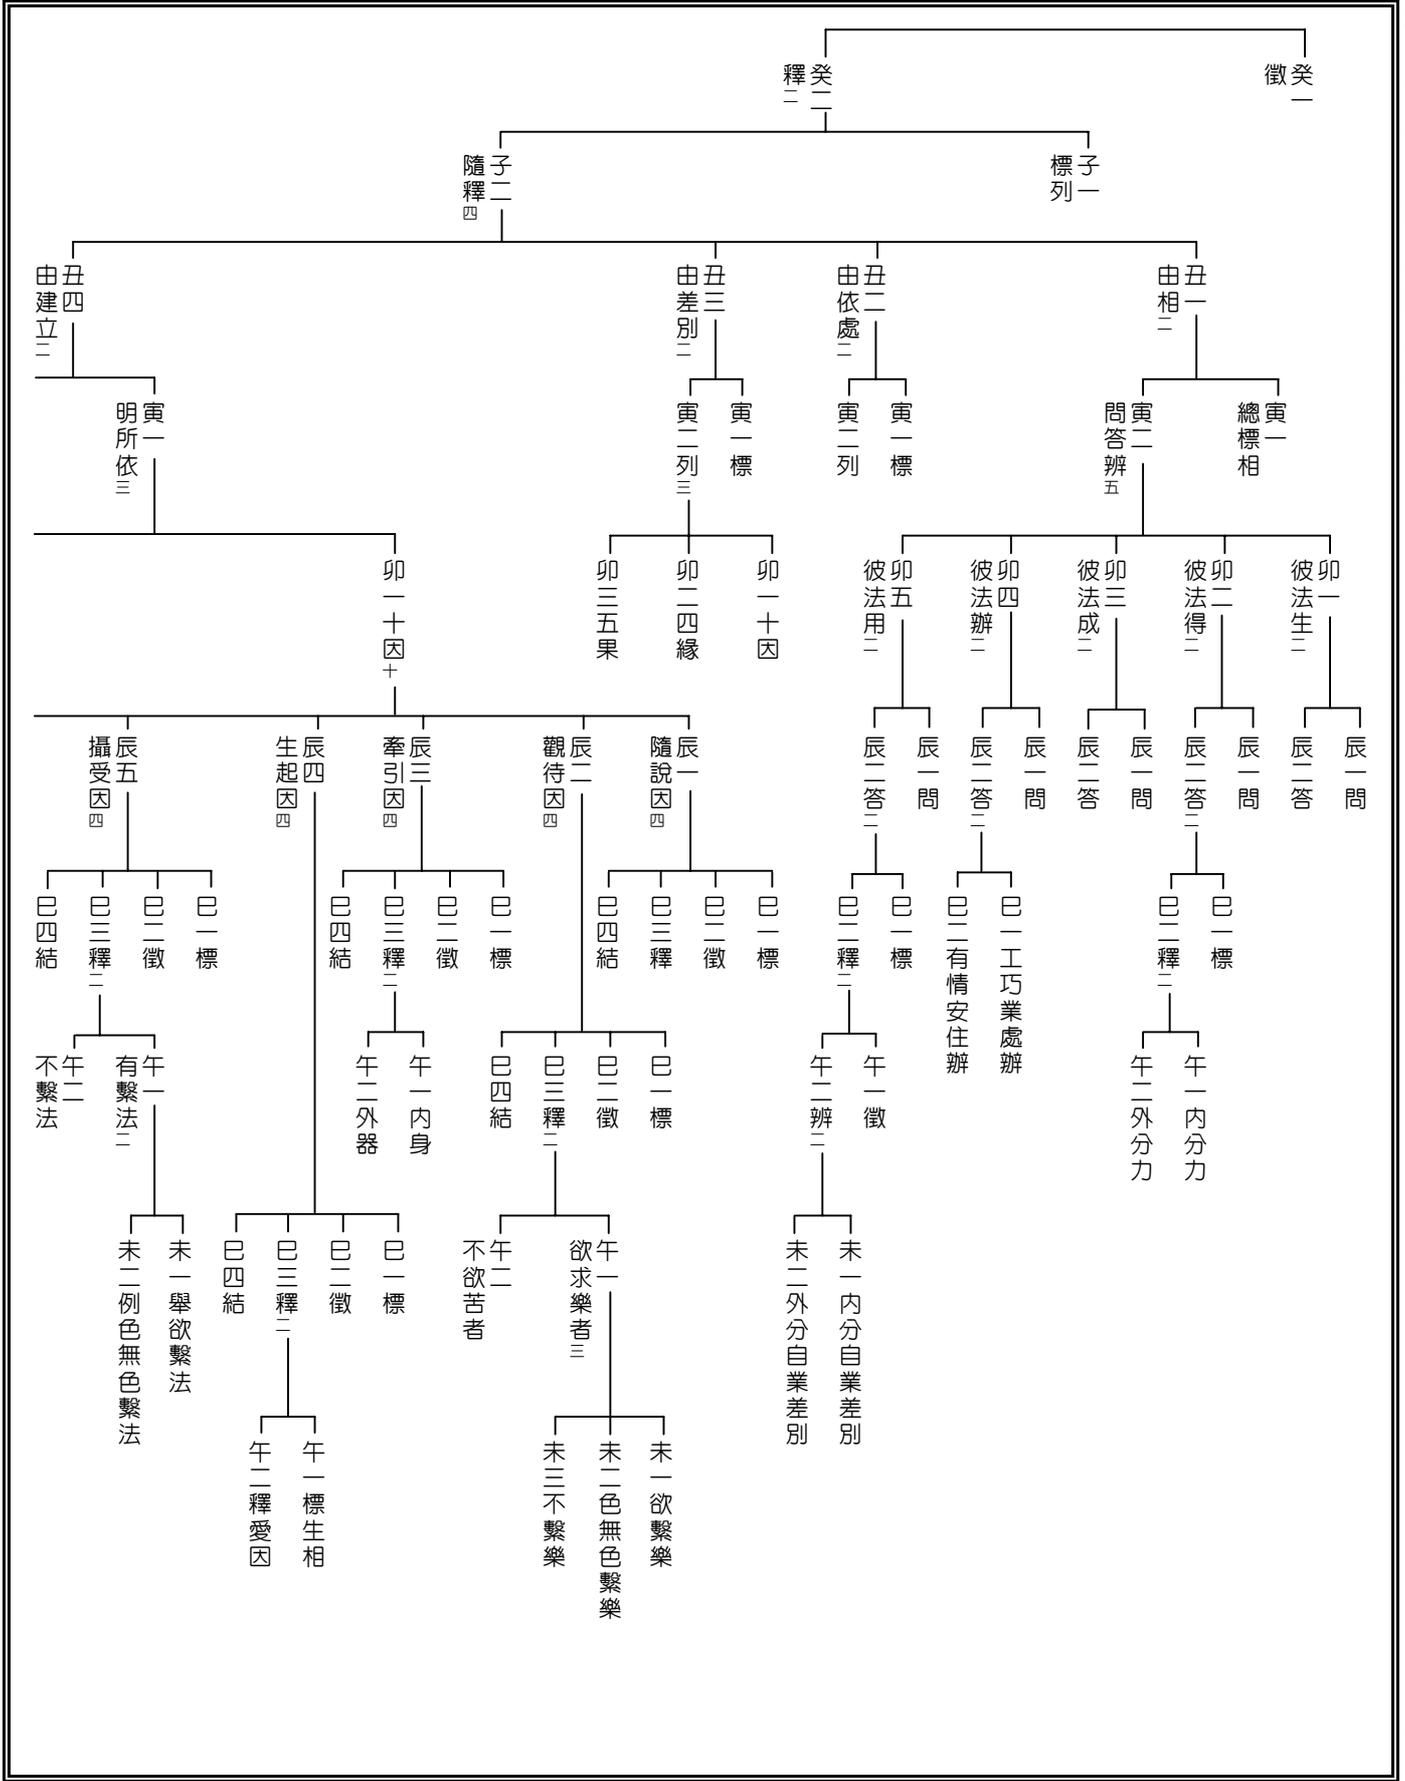 癸一
徵
癸二
釋二
子一
標列
子二
隨釋四
丑一
由相二
丑二
由依處二
丑三
由差別二
丑四
由建立二
寅一
總標相
寅二
問答辨五
寅一標
寅二列
寅一標
寅二列三
寅一
明所依三
卯一
彼法生二
卯二
彼法得二
卯三
彼法成二
卯四
彼法辦二
卯五
彼法用二
卯一十因
卯二四緣
卯三五果
卯一十因十
辰一問
辰二答
辰一問
辰二答二
辰一問
辰二答
辰一問
辰二答二
辰一問
辰二答二
辰一
隨說因四
辰二
觀待因四
辰三
牽引因四
辰四
生起因四
辰五
攝受因四
巳一標
巳二釋二
巳一工巧業處辦
巳二有情安住辦
巳一標
巳二釋二
巳一標
巳二徵
巳三釋
巳四結
巳一標
巳二徵
巳三釋二
巳四結
巳一標
巳二徵
巳三釋二
巳四結
午一內分力
午二外分力
午一徵
午二辨二
巳一標
巳二徵
巳三釋二
巳四結
午一內身
午二外器
午一
有繫法二
午二
不繫法
未一內分自業差別
未二外分自業差別
午一
欲求樂者三
午二
不欲苦者
巳一標
巳二徵
巳三釋二
巳四結
未一舉欲繫法
未二例色無色繫法
未一欲繫樂
未二色無色繫樂
未三不繫樂
午一標生相
午二釋愛因